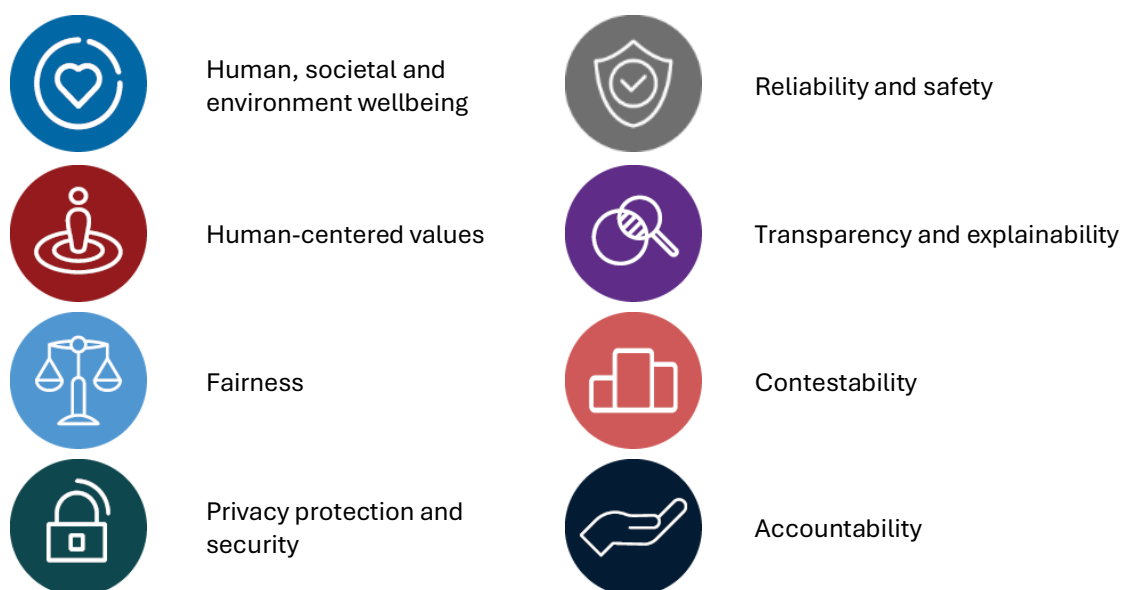 Human, societal and
environment wellbeing
Reliability and safety
Human-centered values
Transparency and explainability
Fairness
Contestability
Privacy protection and
security
Accountability